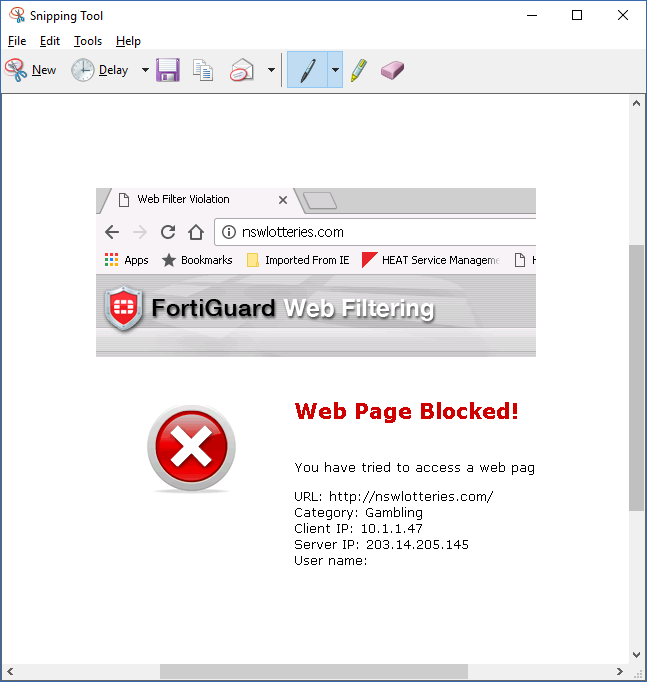 Snipping Tool
File Edit Tools Help
New Delay
Web Filter Violation
nswlotteries.com
Apps Bookmarks Imported From IE HEAT Service Manageme H
FortiGuard Web Filtering
Web Page Blocked!
You have tried to access a web pag
URL: http://nswlotteries.com/
Category: Gambling
Client IP: 10.1.1.47
Server IP: 203.14.205.145
User name: